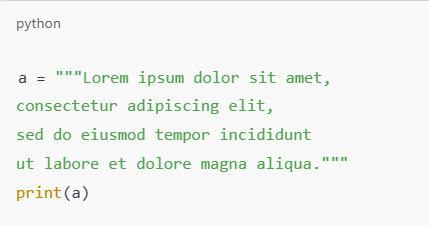 python
a = """Lorem ipsum dolor sit amet,
consectetur adipiscing elit,
sed do eiusmod tempor incididunt
ut labore et dolore magna aliqua."""
print(a)